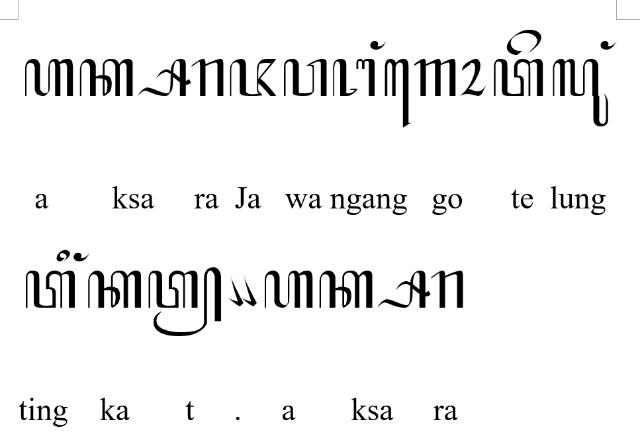 ꦲꦏ꧀ꦱꦫꦗꦮꦔꦁꦒꦺꦴꦠꦼꦭꦸꦁ
a ksa ra Ja wa ngang go te lung
ꦠꦶꦁꦏꦠ꧀꧉ꦲꦏ꧀ꦱꦫ
ting ka t . a ksa ra